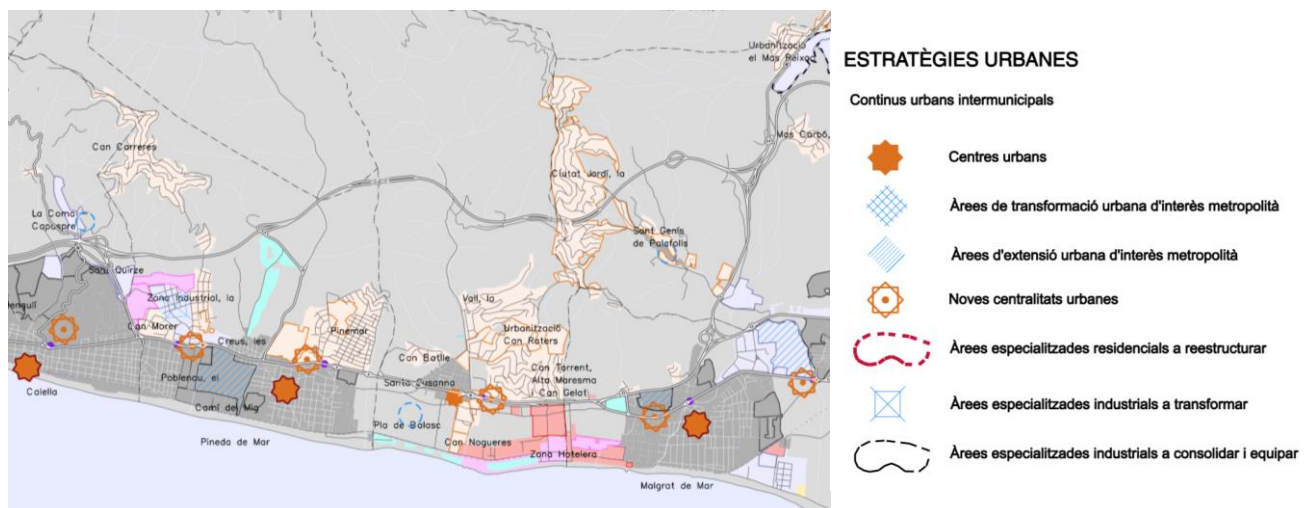 Urbanització
el Mas Reixac
Can Carreres
Mas Carbó,
Ciutat Jardí, la
La Coma
Sant Genís
de Palafolls
Sant Quirze
Zona Industrial, la
Vall, la
Can Morer
Creus, les
Pinemar
Urbanització
Can Raters
Can Batlle
Can Torrent,
Alta Maresma
i Can Gelat
Santa Susanna
Poblenou, el
Calella
Camí del Mig
Pla de
Can Nogueres
Pineda de Mar
Zona Hotelera
Malgrat de Mar
ESTRATÈGIES URBANES
Continus urbans intermunicipals
Centres urbans
Àrees de transformació urbana d'interès metropolità
Àrees d'extensió urbana d'interès metropolità
Noves centralitats urbanes
Àrees especialitzades residencials a reestructurar
Àrees especialitzades industrials a transformar
Àrees especialitzades industrials a consolidar i equipar